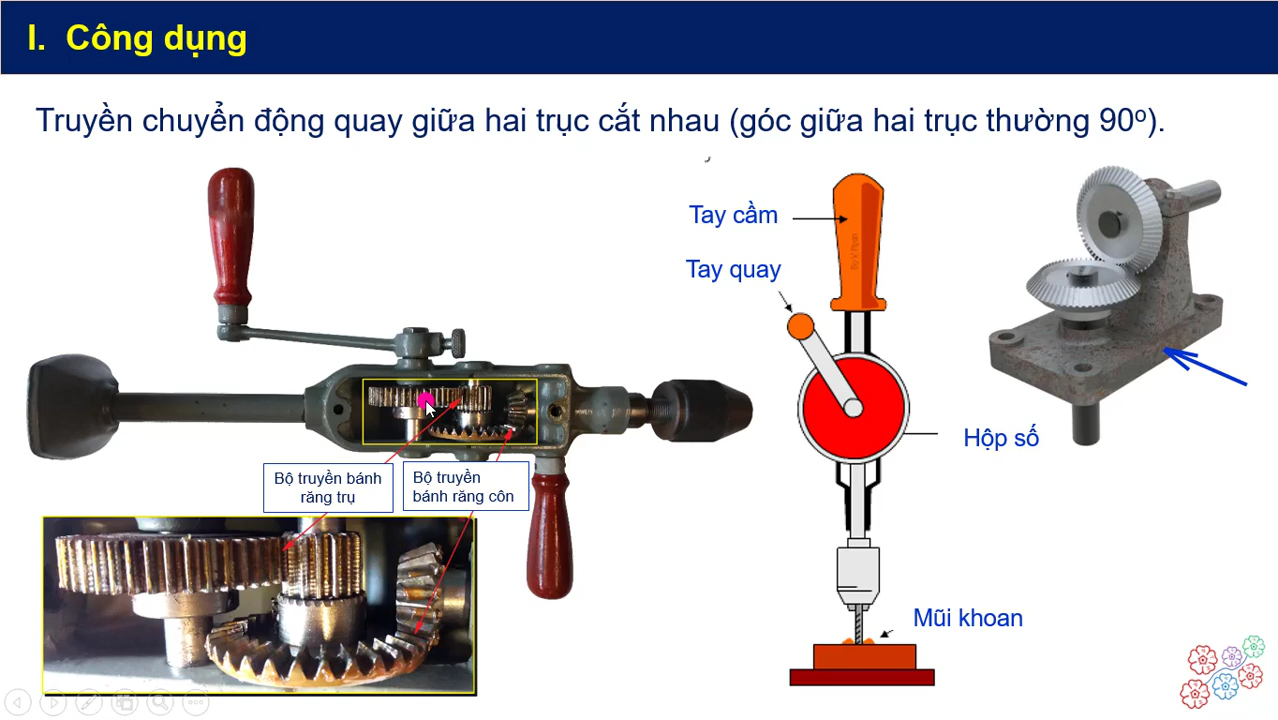 I. Công dụng
Truyền chuyển động quay giữa hai trục cắt nhau (góc giữa hai trục thường 90º).
Tay cầm
Tay quay
Hộp số
Bộ truyền bánh
răng trụ
Bộ truyền
bánh răng côn
Mũi khoan